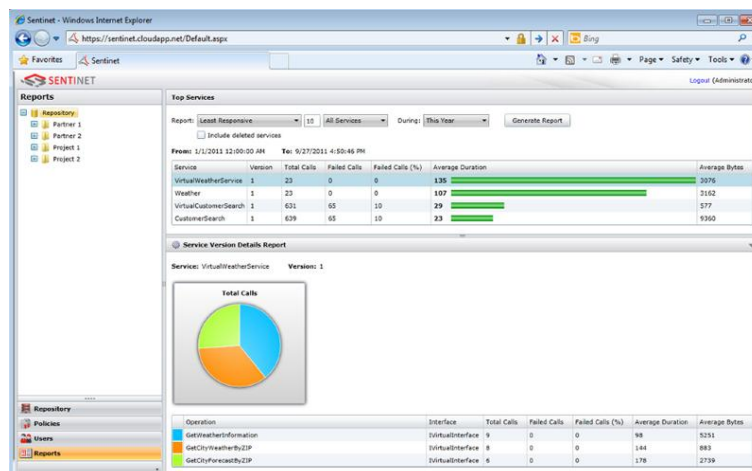 Sentinet - Windows Internet Explorer
https://sentinet.cloudapp.net/Default.aspx
Bing
Favorites Sentinet
Page Safety Tools
SENTINET
Logout (Administrato
Reports
Repository
Partner 1
Partner 2
Project 1
Project 2
Repository
Policies
Users
Reports
Top Services
Report: Least Responsive 10 All Services During: This Year Generate Report
Include deleted services
From: 1/1/2011 12:00:00 AM To: 9/27/2011 4:50:46 PM
Service Version Total Calls Failed Calls Failed Calls (%) Average Duration Average Bytes
VirtualWeatherService 1 23 0 0 135 3076
Weather 1 23 0 0 107 3162
VirtualCustomerSearch 1 631 65 10 29 577
CustomerSearch 1 639 65 10 23 9360
Service Version Details Report
Service: VirtualWeatherService Version: 1
Total Calls
Operation Interface Total Calls Failed Calls Failed Calls (%) Average Duration Average Bytes
GetWeatherInformation IVirtualInterface 9 0 0 98 5251
GetCityWeatherByZIP IVirtualInterface 8 0 0 144 883
GetCityForecastByZIP IVirtualInterface 6 0 0 178 2739